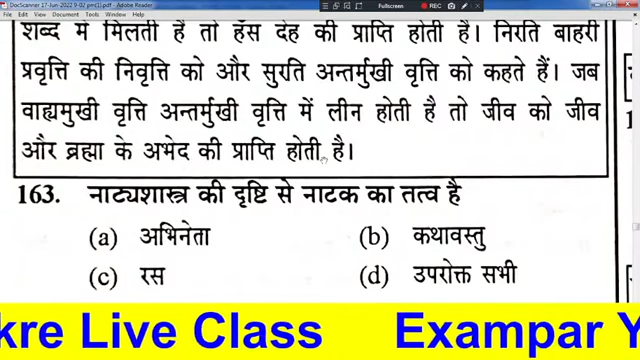 DocScanner 17-Jun-2022 9-02 pm(1).pdf - Adobe Reader
Fullscreen REC
File Edit View Document Tools Window Help
शब्द में मिलती है तो हँस देह की प्राप्ति होती है। निरति बाहरी
प्रवृत्ति की निवृत्ति को और सुरति अन्तर्मुखी वृत्ति को कहते हैं। जब
वाह्यमुखी वृत्ति अन्तर्मुखी वृत्ति में लीन होती है तो जीव को जीव
और ब्रह्मा के अभेद की प्राप्ति होती है।
163. नाट्यशास्त्र की दृष्टि से नाटक का तत्व है
(a) अभिनेता (b) कथावस्तु
(c) रस (d) उपरोक्त सभी
kre Live Class Exampar Y